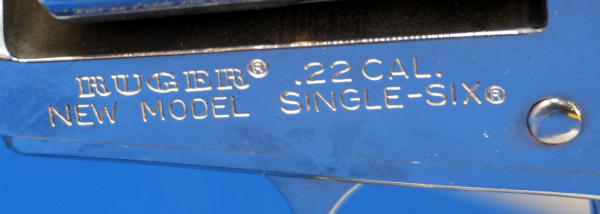 RUGER® .22 CAL.
NEW MODEL SINGLE-SIX®